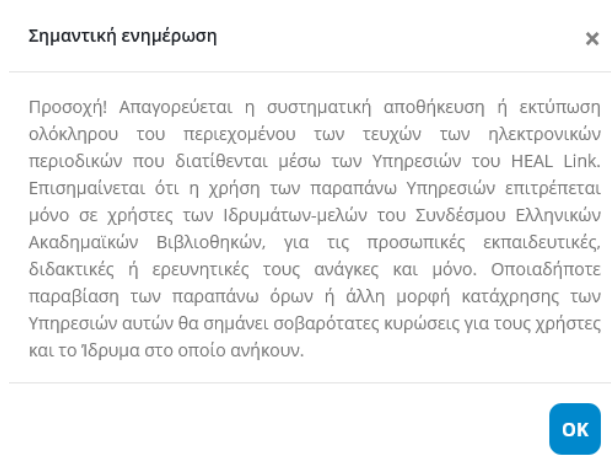 Σημαντική ενημέρωση ×
Προσοχή! Απαγορεύεται η συστηματική αποθήκευση ή εκτύπωση
ολόκληρου του περιεχομένου των τευχών των ηλεκτρονικών
περιοδικών που διατίθενται μέσω των Υπηρεσιών του HEAL Link.
Επισημαίνεται ότι η χρήση των παραπάνω Υπηρεσιών επιτρέπεται
μόνο σε χρήστες των Ιδρυμάτων-μελών του Συνδέσμου Ελληνικών
Ακαδημαϊκών Βιβλιοθηκών, για τις προσωπικές εκπαιδευτικές,
διδακτικές ή ερευνητικές τους ανάγκες και μόνο. Οποιαδήποτε
παραβίαση των παραπάνω όρων ή άλλη μορφή κατάχρησης των
Υπηρεσιών αυτών θα σημάνει σοβαρότατες κυρώσεις για τους χρήστες
και το Ίδρυμα στο οποίο ανήκουν.
OK